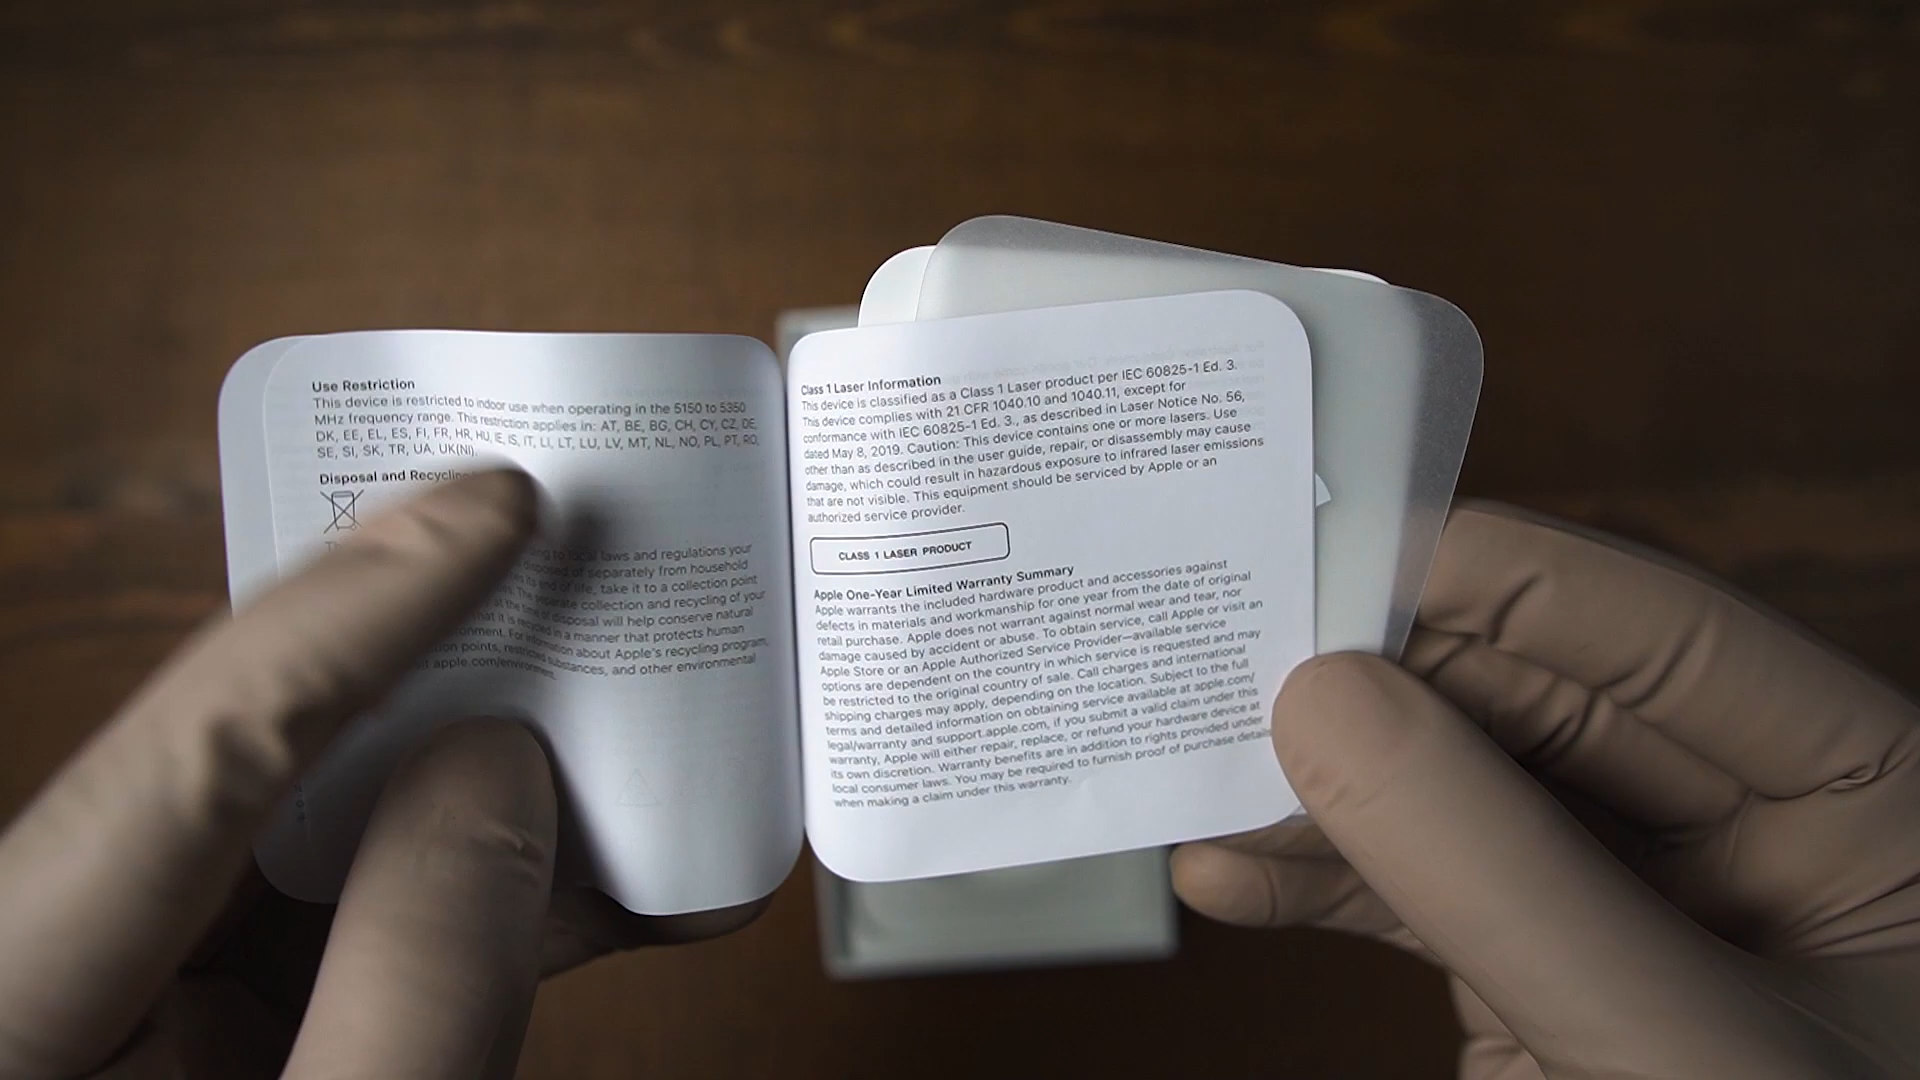 Use Restriction
This device is restricted to indoor use when operating in the 5150 to 5350
MHz frequency range. This restriction applies in: AT, BE, BG, CH, CY, CZ, DE,
DK, EE, EL, ES, FI, FR, HR, HU, IE, IS, IT, LI, LT, LU, LV, MT, NL, NO, PL, PT, RO,
SE, SI, SK, TR, UA, UK(NI).
Disposal and Recycling
to local laws and regulations your
disposed of separately from household
its end of life, take it to a collection point
The separate collection and recycling of your
at the time of disposal will help conserve natural
that it is recycled in a manner that protects human
For information about Apple's recycling program,
points, restricted substances, and other environmental
apple.com/environment.
Class 1 Laser Information
This device is classified as a Class 1 Laser product per IEC 60825-1 Ed. 3.
This device complies with 21 CFR 1040.10 and 1040.11, except for
conformance with IEC 60825-1 Ed. 3., as described in Laser Notice No. 56,
dated May 8, 2019. Caution: This device contains one or more lasers. Use
other than as described in the user guide, repair, or disassembly may cause
damage, which could result in hazardous exposure to infrared laser emissions
that are not visible. This equipment should be serviced by Apple or an
authorized service provider.
CLASS 1 LASER PRODUCT
Apple One-Year Limited Warranty Summary
Apple warrants the included hardware product and accessories against
defects in materials and workmanship for one year from the date of original
retail purchase. Apple does not warrant against normal wear and tear, nor
damage caused by accident or abuse. To obtain service, call Apple or visit an
Apple Store or an Apple Authorized Service Provider—available service
options are dependent on the country in which service is requested and may
be restricted to the original country of sale. Call charges and international
shipping charges may apply, depending on the location. Subject to the full
terms and detailed information on obtaining service available at apple.com/
legal/warranty and support.apple.com, if you submit a valid claim under this
warranty, Apple will either repair, replace, or refund your hardware device at
its own discretion. Warranty benefits are in addition to rights provided under
local consumer laws. You may be required to furnish proof of purchase details
when making a claim under this warranty.